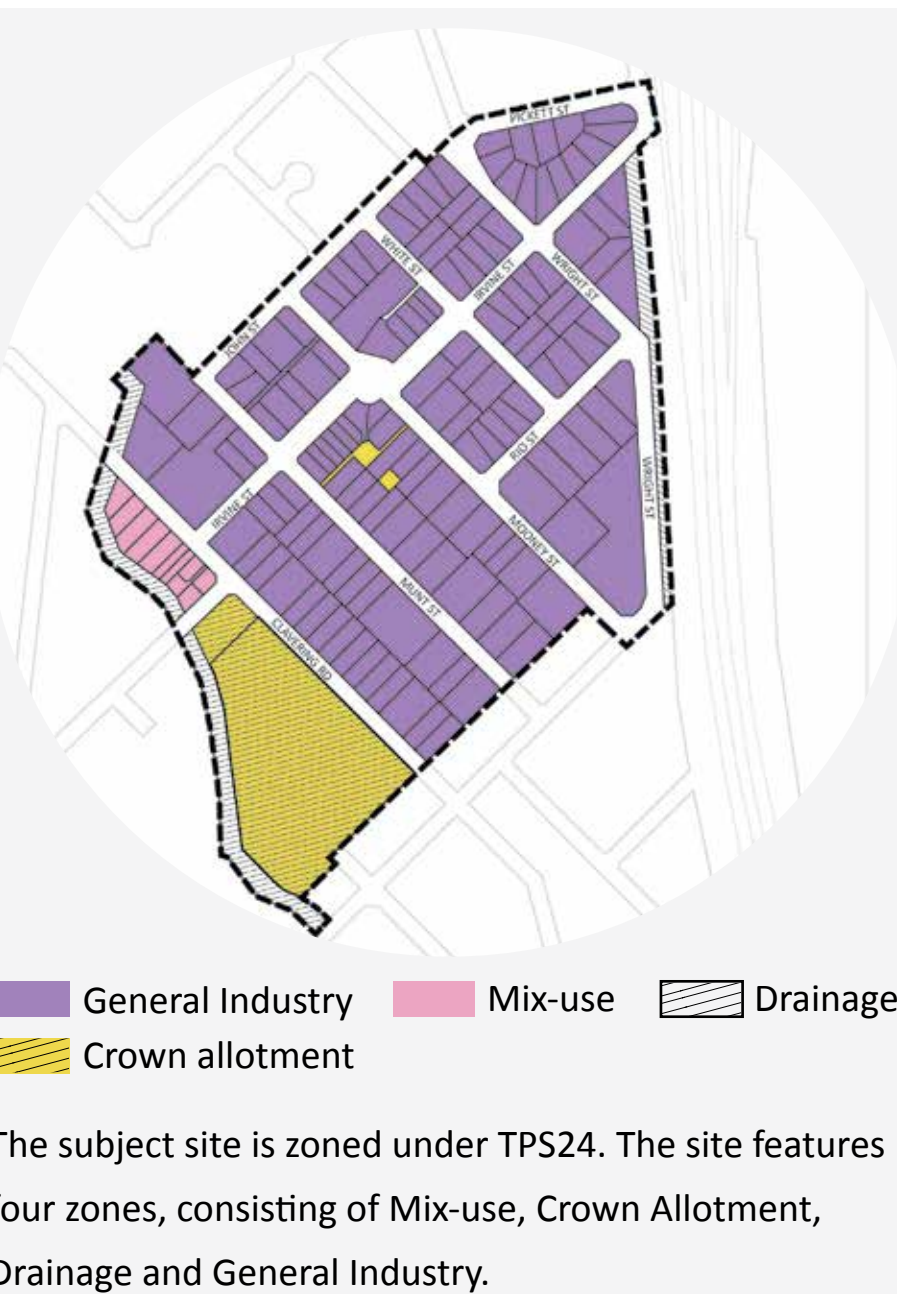 PICKETT ST
WHITE ST
IRVINE ST
WRIGHT ST
JOHN ST
RIO ST
WRIGHT ST
IRVINE ST
MOONEY ST
MUNT ST
CLAVERING RD
General Industry
Mix-use
Drainage
Crown allotment
The subject site is zoned under TPS24. The site features
four zones, consisting of Mix-use, Crown Allotment,
Drainage and General Industry.